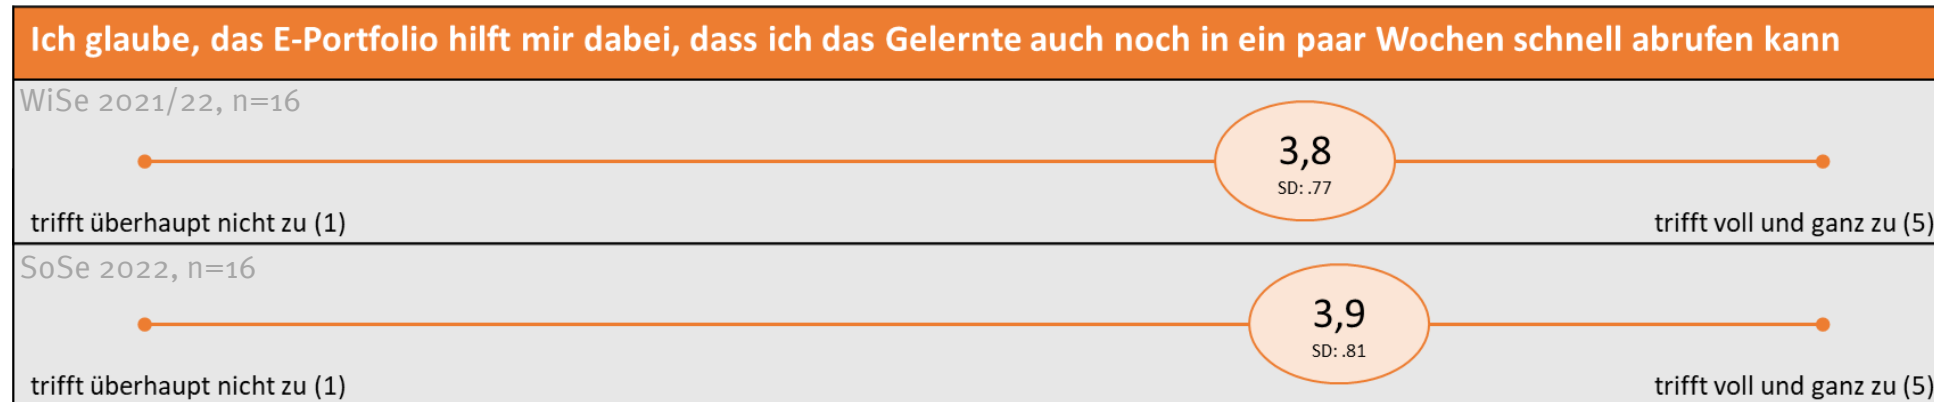 Ich glaube, das E-Portfolio hilft mir dabei, dass ich das Gelernte auch noch in ein paar Wochen schnell abrufen kann
WiSe 2021/22, n=16
3,8
SD: .77
trifft überhaupt nicht zu (1)
trifft voll und ganz zu (5)
SoSe 2022, n=16
3,9
SD: .81
trifft überhaupt nicht zu (1)
trifft voll und ganz zu (5)